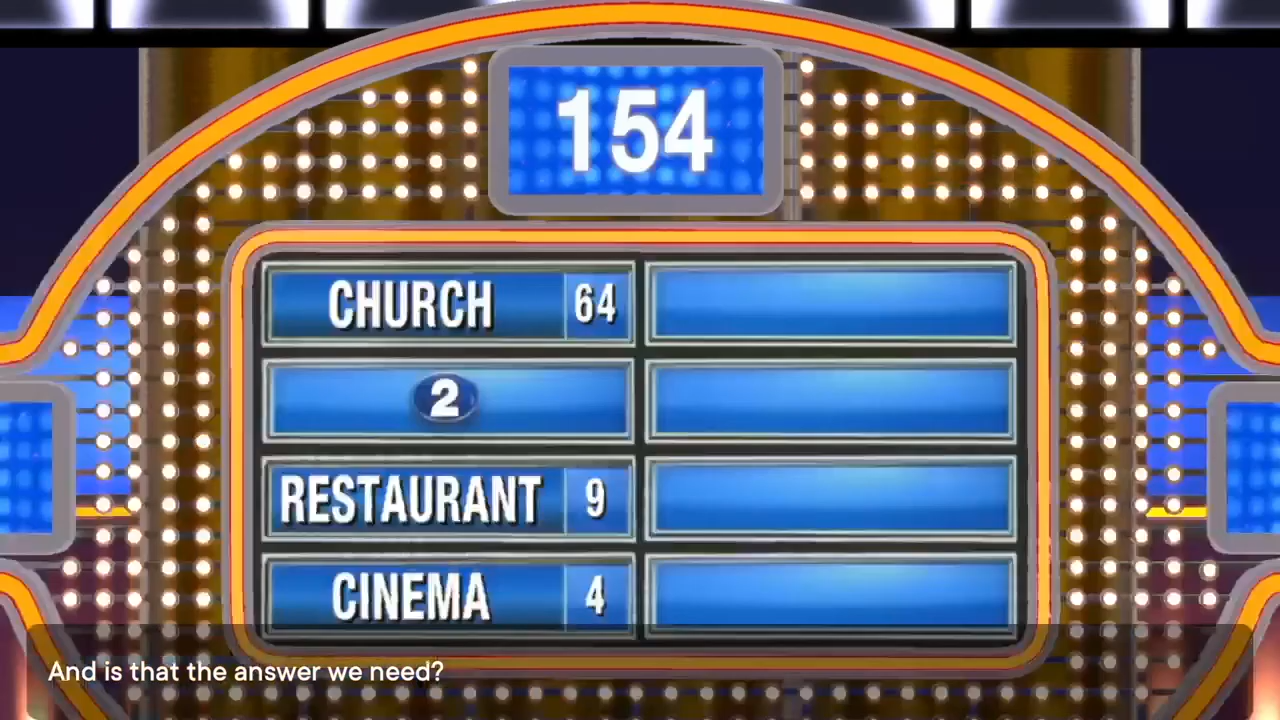 154
CHURCH 64
2
RESTAURANT 9
CINEMA 4
And is that the answer we need?